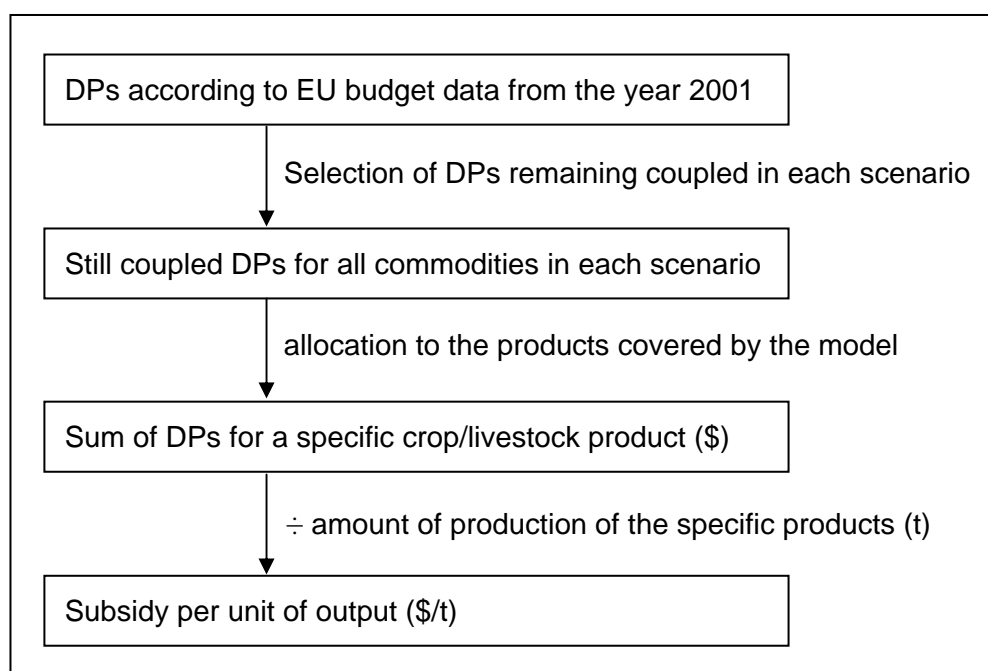 DPs according to EU budget data from the year 2001
Selection of DPs remaining coupled in each scenario
Still coupled DPs for all commodities in each scenario
allocation to the products covered by the model
Sum of DPs for a specific crop/livestock product ($)
÷ amount of production of the specific products (t)
Subsidy per unit of output ($/t)